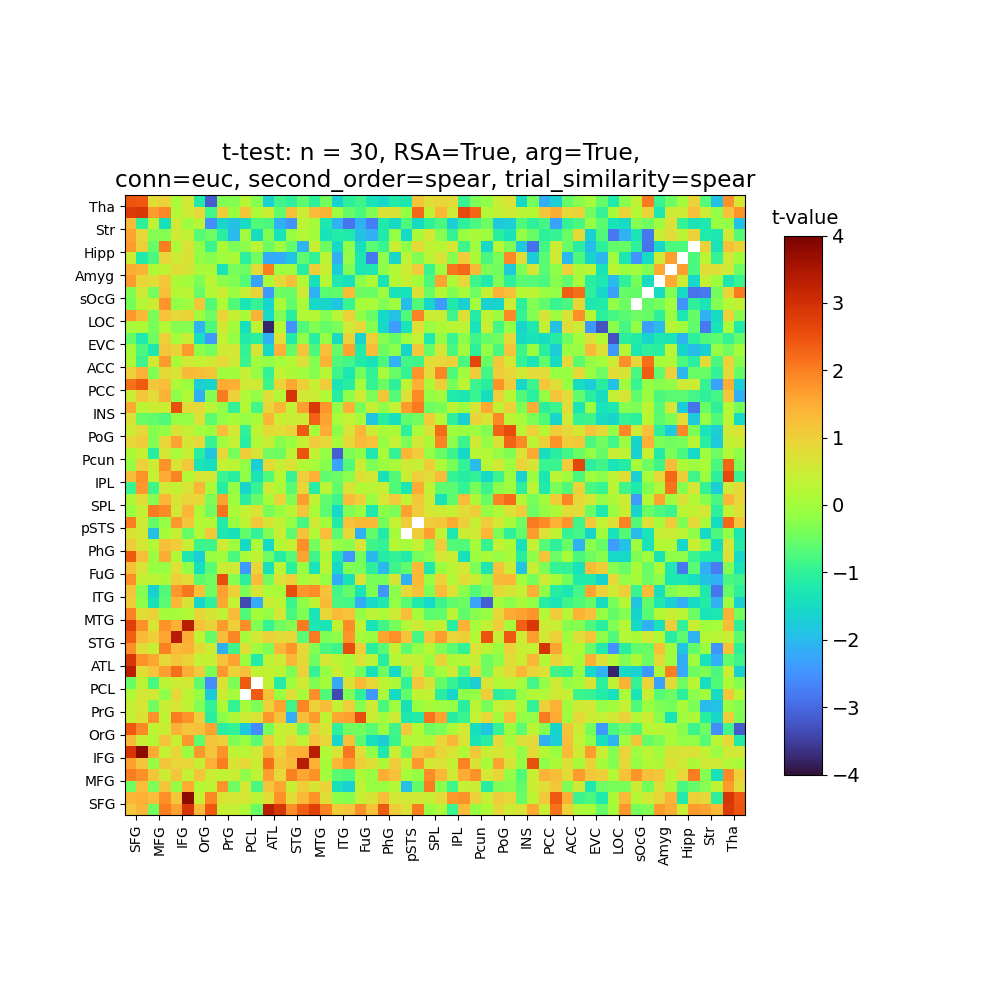 t-test: n = 30, RSA=True, arg=True,
conn=euc, second_order=spear, trial_similarity=spear
t-value
4
3
2
1
0
−1
−2
−3
−4
Tha
Str
Hipp
Amyg
sOcG
LOC
EVC
ACC
PCC
INS
PoG
Pcun
IPL
SPL
pSTS
PhG
FuG
ITG
MTG
STG
ATL
PCL
PrG
OrG
IFG
MFG
SFG
SFG
MFG
IFG
OrG
PrG
PCL
ATL
STG
MTG
ITG
FuG
PhG
pSTS
SPL
IPL
Pcun
PoG
INS
PCC
ACC
EVC
LOC
sOcG
Amyg
Hipp
Str
Tha